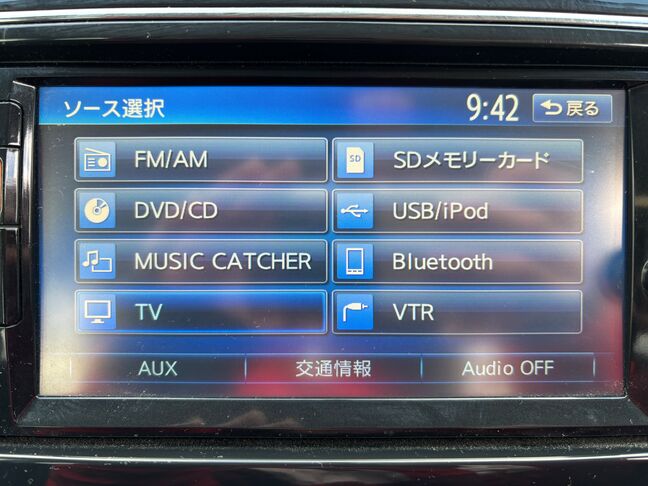 ソース選択 9:42 戻る
FM/AM SD SDメモリーカード
DVD/CD USB/iPod
MUSIC CATCHER Bluetooth
TV VTR
AUX 交通情報 Audio OFF